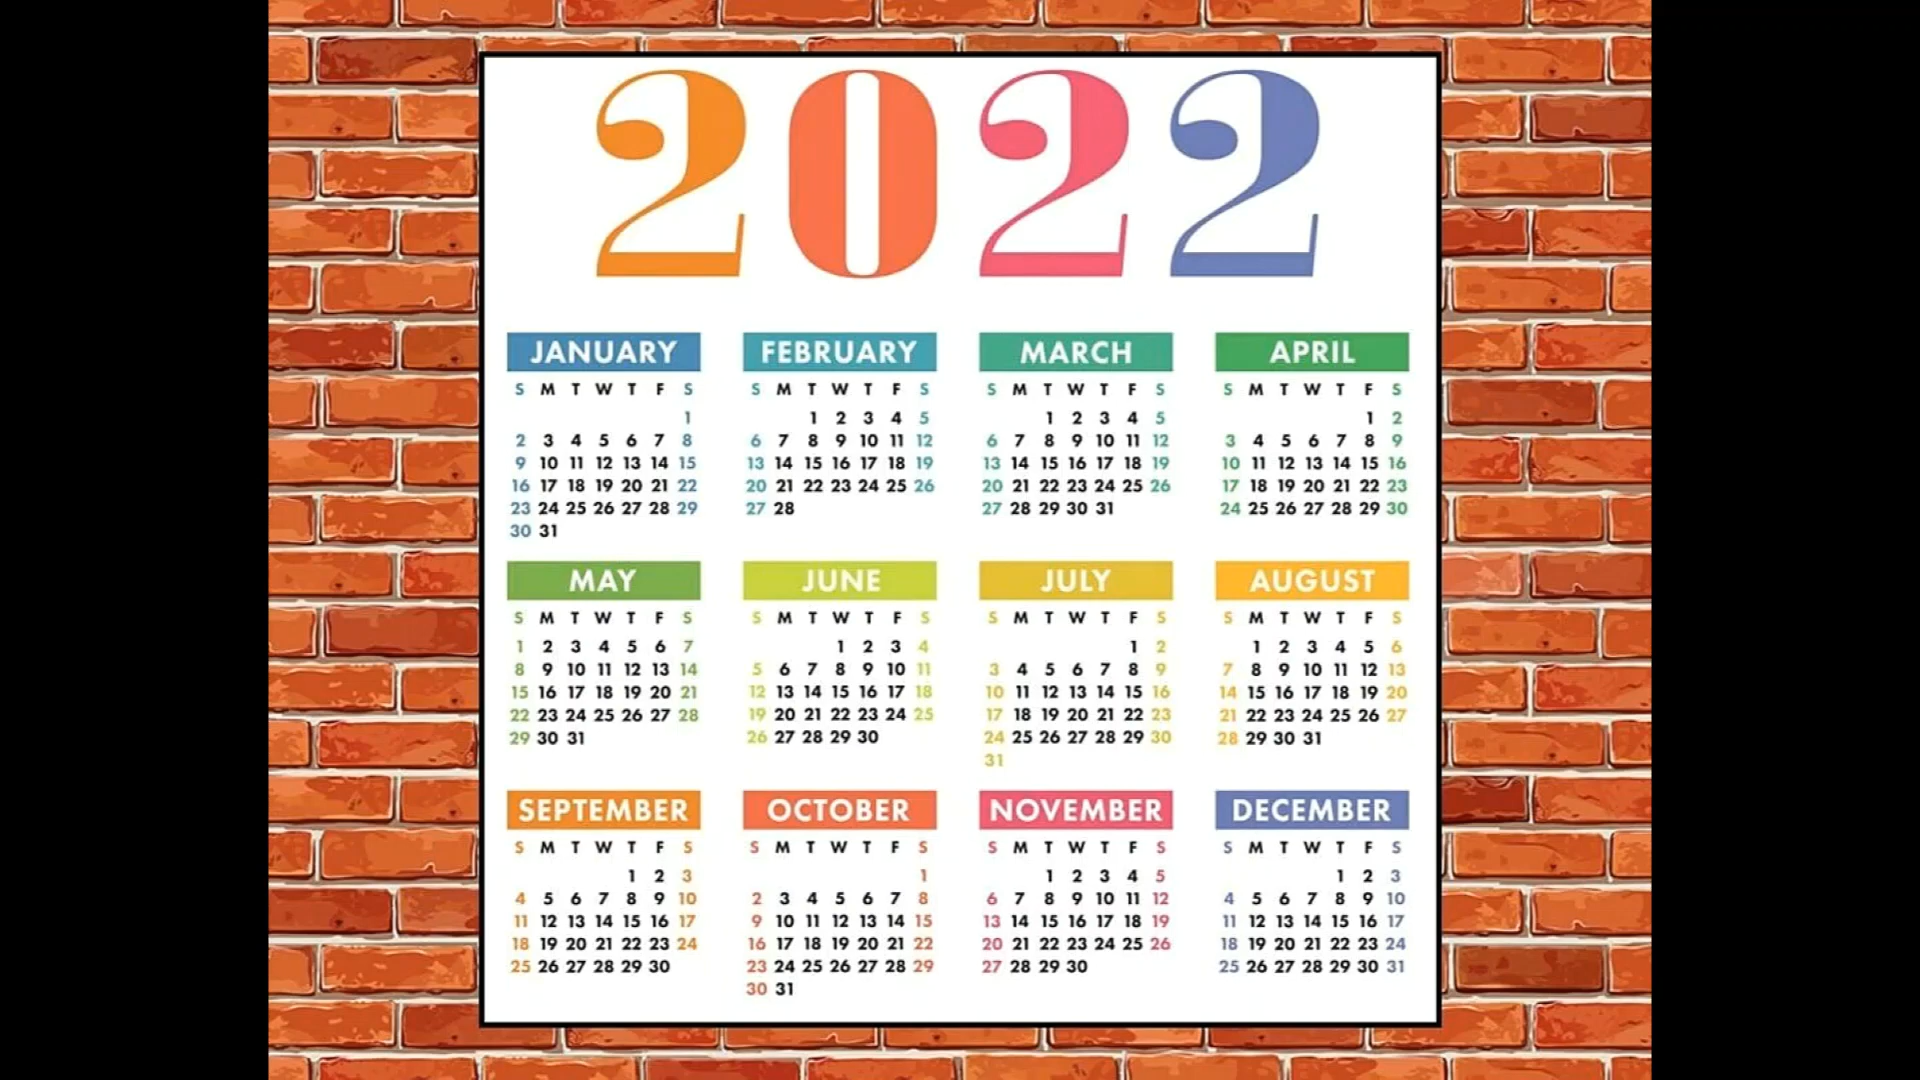 2022
JANUARY
S M T W T F S
1
2 3 4 5 6 7 8
9 10 11 12 13 14 15
16 17 18 19 20 21 22
23 24 25 26 27 28 29
30 31
FEBRUARY
S M T W T F S
1 2 3 4 5
6 7 8 9 10 11 12
13 14 15 16 17 18 19
20 21 22 23 24 25 26
27 28
MARCH
S M T W T F S
1 2 3 4 5
6 7 8 9 10 11 12
13 14 15 16 17 18 19
20 21 22 23 24 25 26
27 28 29 30 31
APRIL
S M T W T F S
1 2
3 4 5 6 7 8 9
10 11 12 13 14 15 16
17 18 19 20 21 22 23
24 25 26 27 28 29 30
MAY
S M T W T F S
1 2 3 4 5 6 7
8 9 10 11 12 13 14
15 16 17 18 19 20 21
22 23 24 25 26 27 28
29 30 31
JUNE
S M T W T F S
1 2 3 4
5 6 7 8 9 10 11
12 13 14 15 16 17 18
19 20 21 22 23 24 25
26 27 28 29 30
JULY
S M T W T F S
1 2
3 4 5 6 7 8 9
10 11 12 13 14 15 16
17 18 19 20 21 22 23
24 25 26 27 28 29 30
31
AUGUST
S M T W T F S
1 2 3 4 5 6
7 8 9 10 11 12 13
14 15 16 17 18 19 20
21 22 23 24 25 26 27
28 29 30 31
SEPTEMBER
S M T W T F S
1 2 3
4 5 6 7 8 9 10
11 12 13 14 15 16 17
18 19 20 21 22 23 24
25 26 27 28 29 30
OCTOBER
S M T W T F S
1
2 3 4 5 6 7 8
9 10 11 12 13 14 15
16 17 18 19 20 21 22
23 24 25 26 27 28 29
30 31
NOVEMBER
S M T W T F S
1 2 3 4 5
6 7 8 9 10 11 12
13 14 15 16 17 18 19
20 21 22 23 24 25 26
27 28 29 30
DECEMBER
S M T W T F S
1 2 3
4 5 6 7 8 9 10
11 12 13 14 15 16 17
18 19 20 21 22 23 24
25 26 27 28 29 30 31